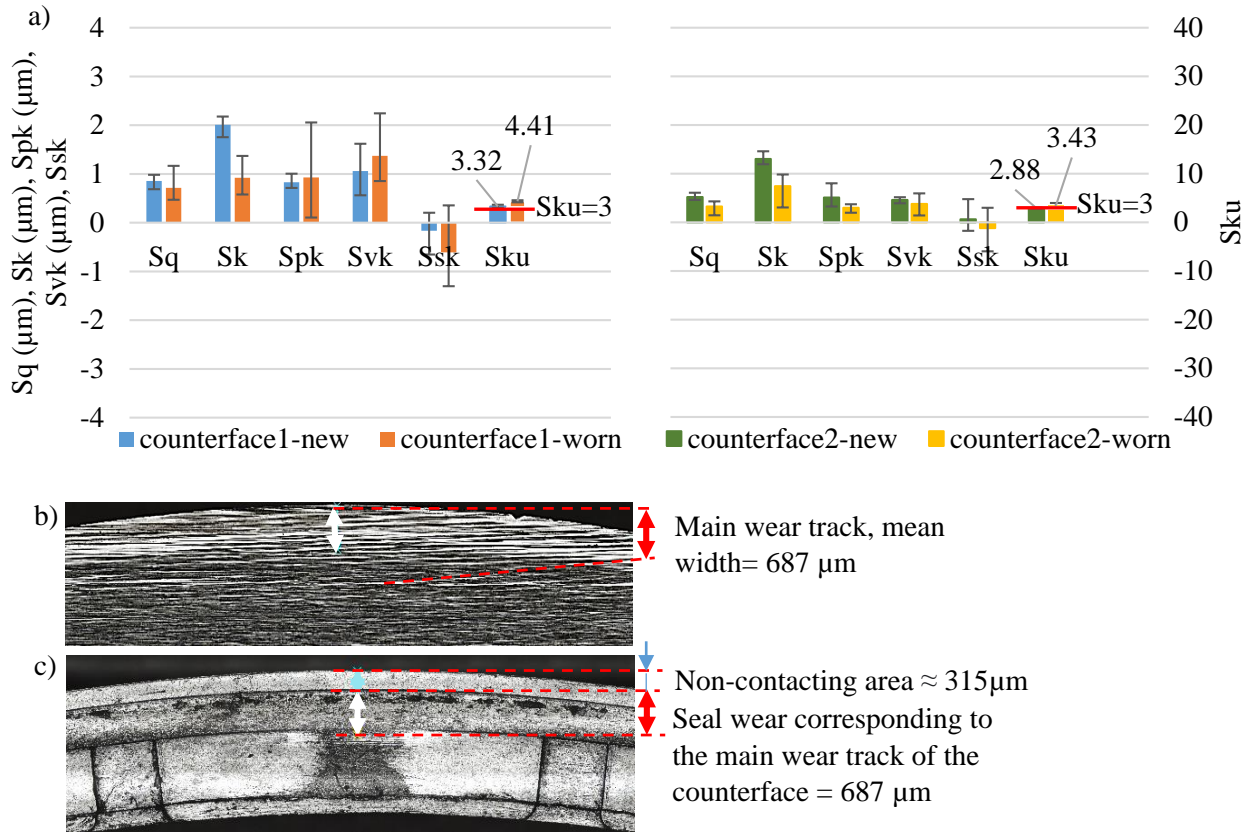 a)
Sq (µm), Sk (µm), Spk (µm),
Svk (µm), Ssk
4
3
2
1
0
-1
-2
-3
-4
3.32
4.41
Sku=3
Sq Sk Spk Svk Ssk Sku
counterface1-new counterface1-worn
2.88
3.43
Sku=3
Sq Sk Spk Svk Ssk Sku
counterface2-new counterface2-worn
40
30
20
10
0
-10
-20
-30
-40
Sku
b)
Main wear track, mean
width= 687 µm
c)
Non-contacting area ≈ 315µm
Seal wear corresponding to
the main wear track of the
counterface = 687 µm